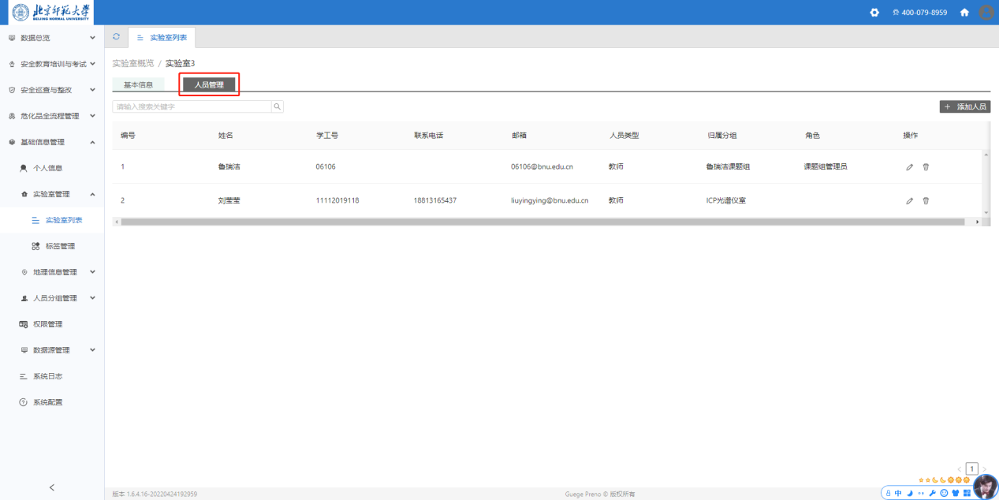 北京师范大学
BEIJING NORMAL UNIVERSITY
400-079-8959
数据总览
安全教育培训与考试
安全巡查与整改
危化品全流程管理
基础信息管理
个人信息
实验室管理
实验室列表
标签管理
地理信息管理
人员分组管理
权限管理
数据源管理
系统日志
系统配置
实验室列表
实验室概览 / 实验室3
基本信息 人员管理
请输入搜索关键字
+ 添加人员
编号 姓名 学工号 联系电话 邮箱 人员类型 归属分组 角色 操作
1 鲁瑞洁 06106 06106@bnu.edu.cn 教师 鲁瑞洁课题组 课题组管理员
2 刘莹莹 11112019118 18813165437 liuyingying@bnu.edu.cn 教师 ICP光谱仪室
< 1 >
中
版本 1.6.4.16-20220424192959
Guege Preno © 版权所有